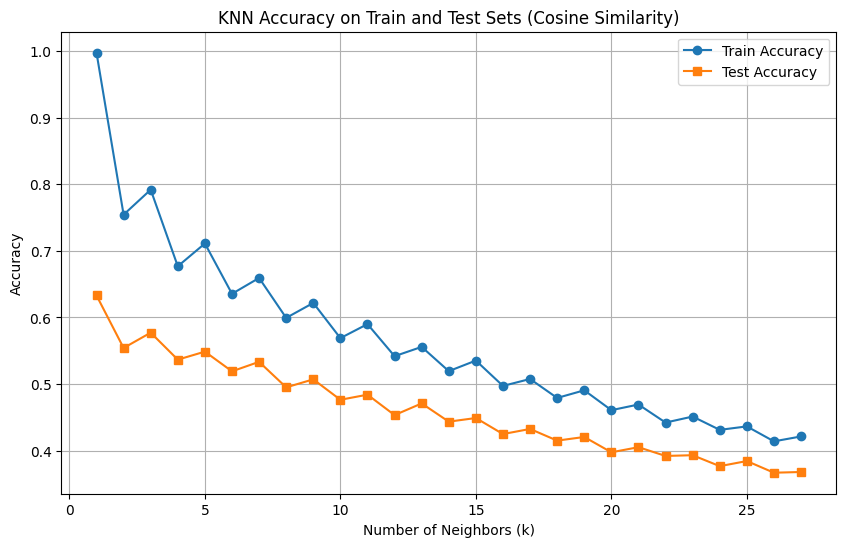 KNN Accuracy on Train and Test Sets (Cosine Similarity)
Train Accuracy
Test Accuracy
1.0
0.9
0.8
0.7
0.6
0.5
0.4
Accuracy
0 5 10 15 20 25
Number of Neighbors (k)